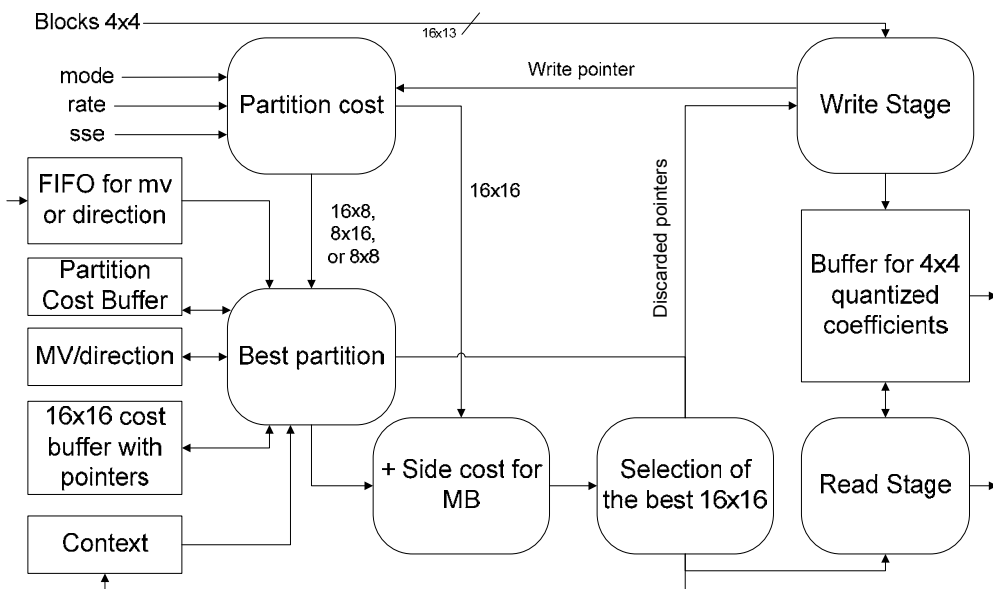 Blocks 4x4
16x13
mode
rate
sse
Partition cost
Write pointer
Write Stage
FIFO for mv
or direction
16x8,
8x16,
or 8x8
16x16
Discarded pointers
Partition
Cost Buffer
Buffer for 4x4
quantized
coefficients
MV/direction
Best partition
16x16 cost
buffer with
pointers
+ Side cost for
MB
Selection of
the best 16x16
Read Stage
Context